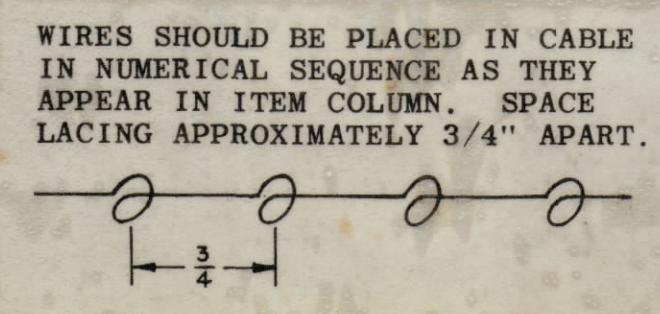 WIRES SHOULD BE PLACED IN CABLE
IN NUMERICAL SEQUENCE AS THEY
APPEAR IN ITEM COLUMN. SPACE
LACING APPROXIMATELY 3/4" APART.
3/4